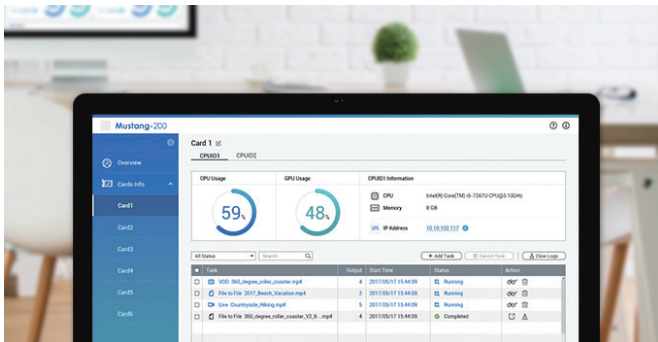 Mustang-200
Card 1
CPUID1 CPUID2
Overview
Cards Info
Card1
Card2
Card3
Card4
Card5
Card6
CPU Usage GPU Usage CPUID1 Information
59% 48%
CPU Intel(R) Core(TM) i5-7267U CPU@3.10GHz
Memory 8 GB
IP Address 10.10.102.117
All Status Search + Add Task Cancel Task Clear Logs
Task Output Start Time Status Action
VOD 360_degree_roller_coaster.mp4 4 2017/05/17 15:44:09 Running
File to File 2017_Beach_Vacation.mp4 2 2017/05/17 15:44:09 Running
Live Countryside_Hiking.mp4 5 2017/05/17 15:44:09 Running
File to File 360_degree_roller_coaster_V2_6...mp4 4 2017/05/17 15:44:09 Completed